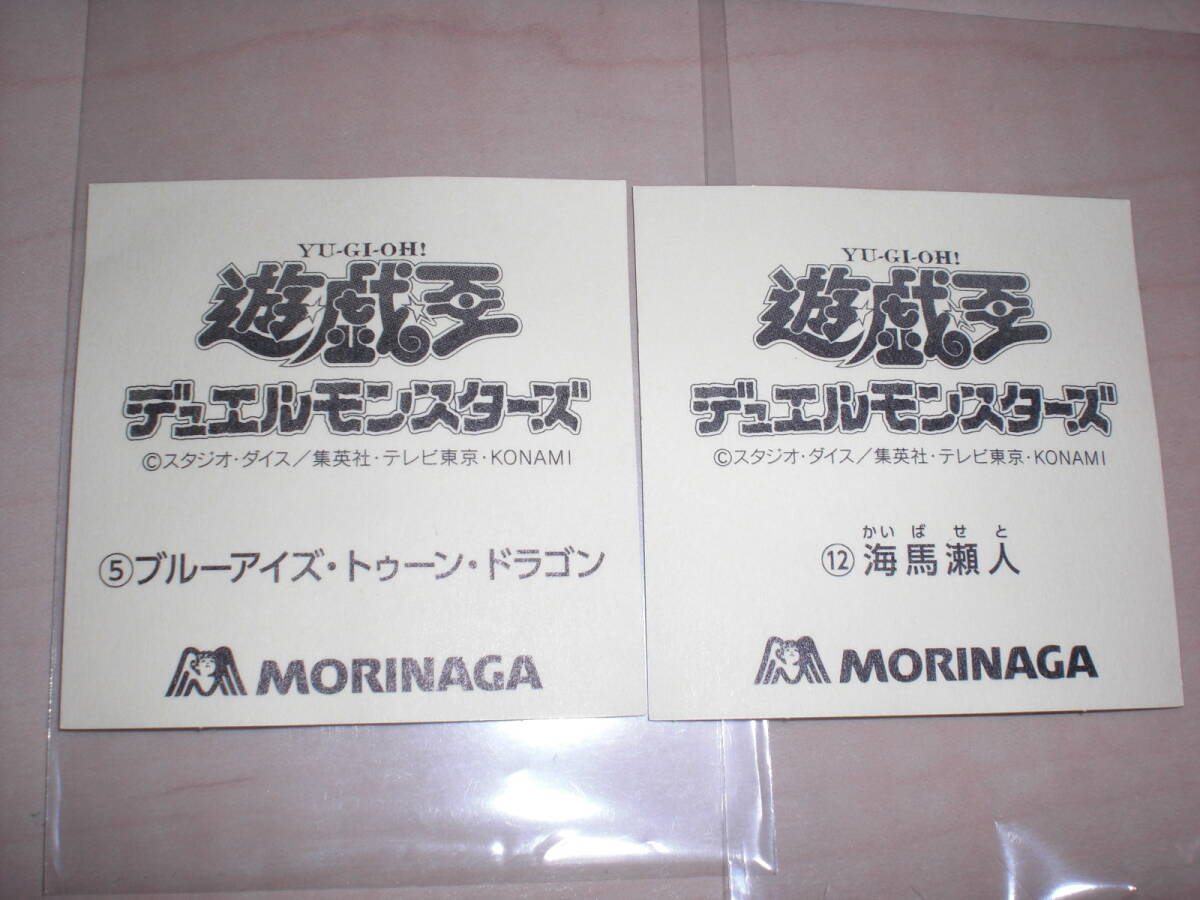 YU-GI-OH!
遊戯王
デュエルモンスターズ
©スタジオ・ダイス／集英社・テレビ東京・KONAMI
⑤ブルーアイズ・トゥーン・ドラゴン
MORINAGA
YU-GI-OH!
遊戯王
デュエルモンスターズ
©スタジオ・ダイス／集英社・テレビ東京・KONAMI
かいばせと
⑫海馬瀬人
MORINAGA